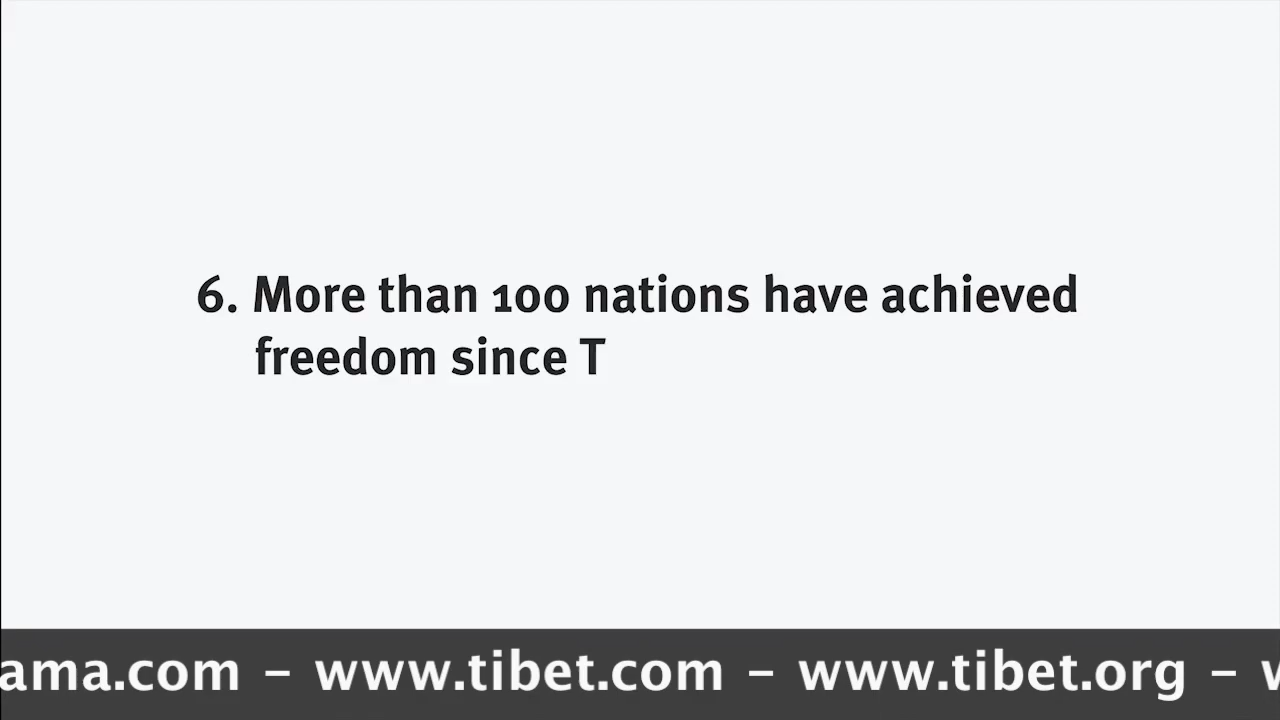 6. More than 100 nations have achieved
freedom since T
ama.com – www.tibet.com – www.tibet.org –